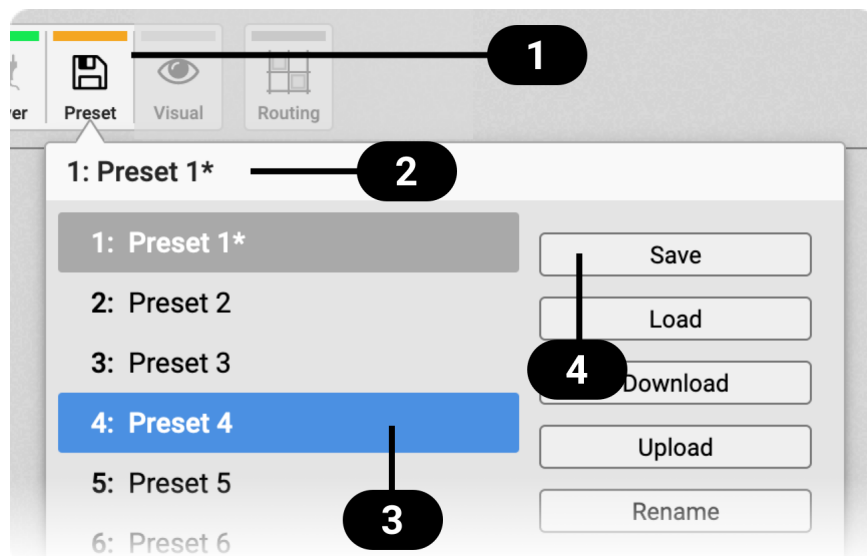 1
er Preset Visual Routing
1: Preset 1* 2
1: Preset 1* Save
2: Preset 2 Load
3: Preset 3 4 Download
4: Preset 4 Upload
5: Preset 5 3 Rename
6: Preset 6